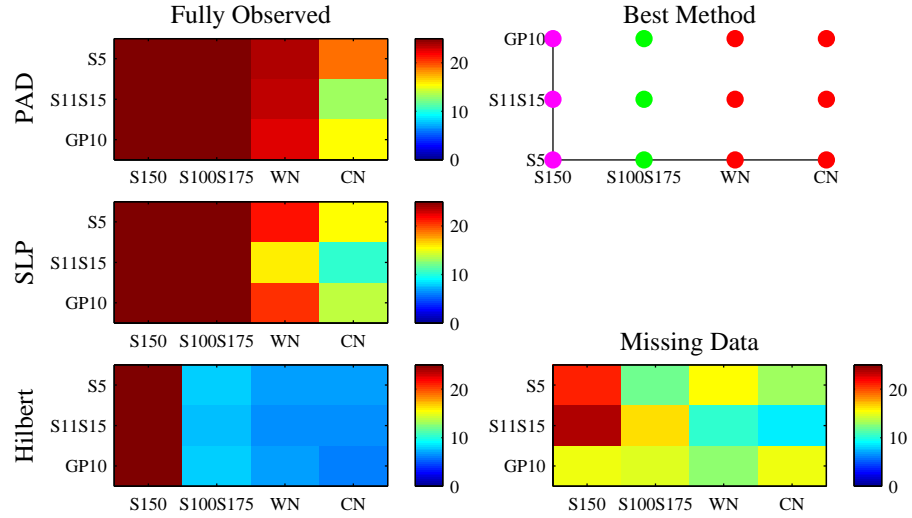 Fully Observed
PAD
S5
S11S15
GP10
S150 S100S175 WN CN
20
10
0
Best Method
GP10
S11S15
S5
S150 S100S175 WN CN
SLP
S5
S11S15
GP10
S150 S100S175 WN CN
20
10
0
Hilbert
S5
S11S15
GP10
S150 S100S175 WN CN
20
10
0
Missing Data
S5
S11S15
GP10
S150 S100S175 WN CN
20
10
0